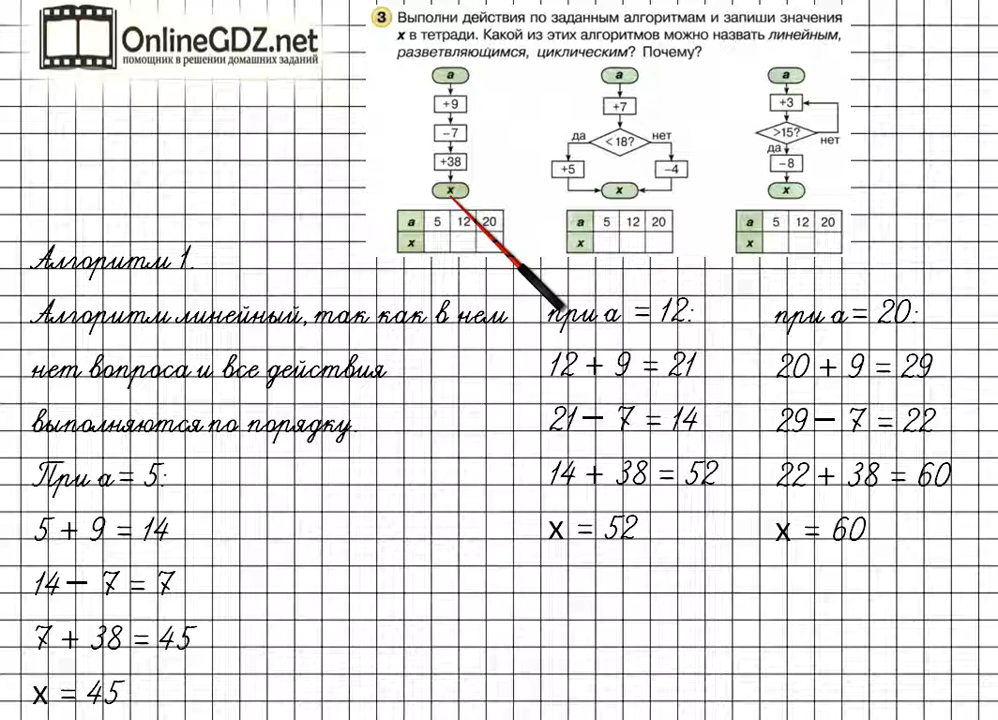 OnlineGDZ.net
помощник в решении домашних заданий
3 Выполни действия по заданным алгоритмам и запиши значения
х в тетради. Какой из этих алгоритмов можно назвать линейным,
разветвляющимся, циклическим? Почему?
a
+9
−7
+38
x
a 5 12 20
x
a
+7
да < 18? нет
+5 −4
x
a 5 12 20
x
a
+3
>15?
да нет
−8
x
a 5 12 20
x
Алгоритм 1.
Алгоритм линейный, так как в нем
нет вопроса и все действия
выполняются по порядку.
При а = 5:
5 + 9 = 14
14 − 7 = 7
7 + 38 = 45
х = 45
при а = 12:
12 + 9 = 21
21 − 7 = 14
14 + 38 = 52
х = 52
при а = 20:
20 + 9 = 29
29 − 7 = 22
22 + 38 = 60
х = 60